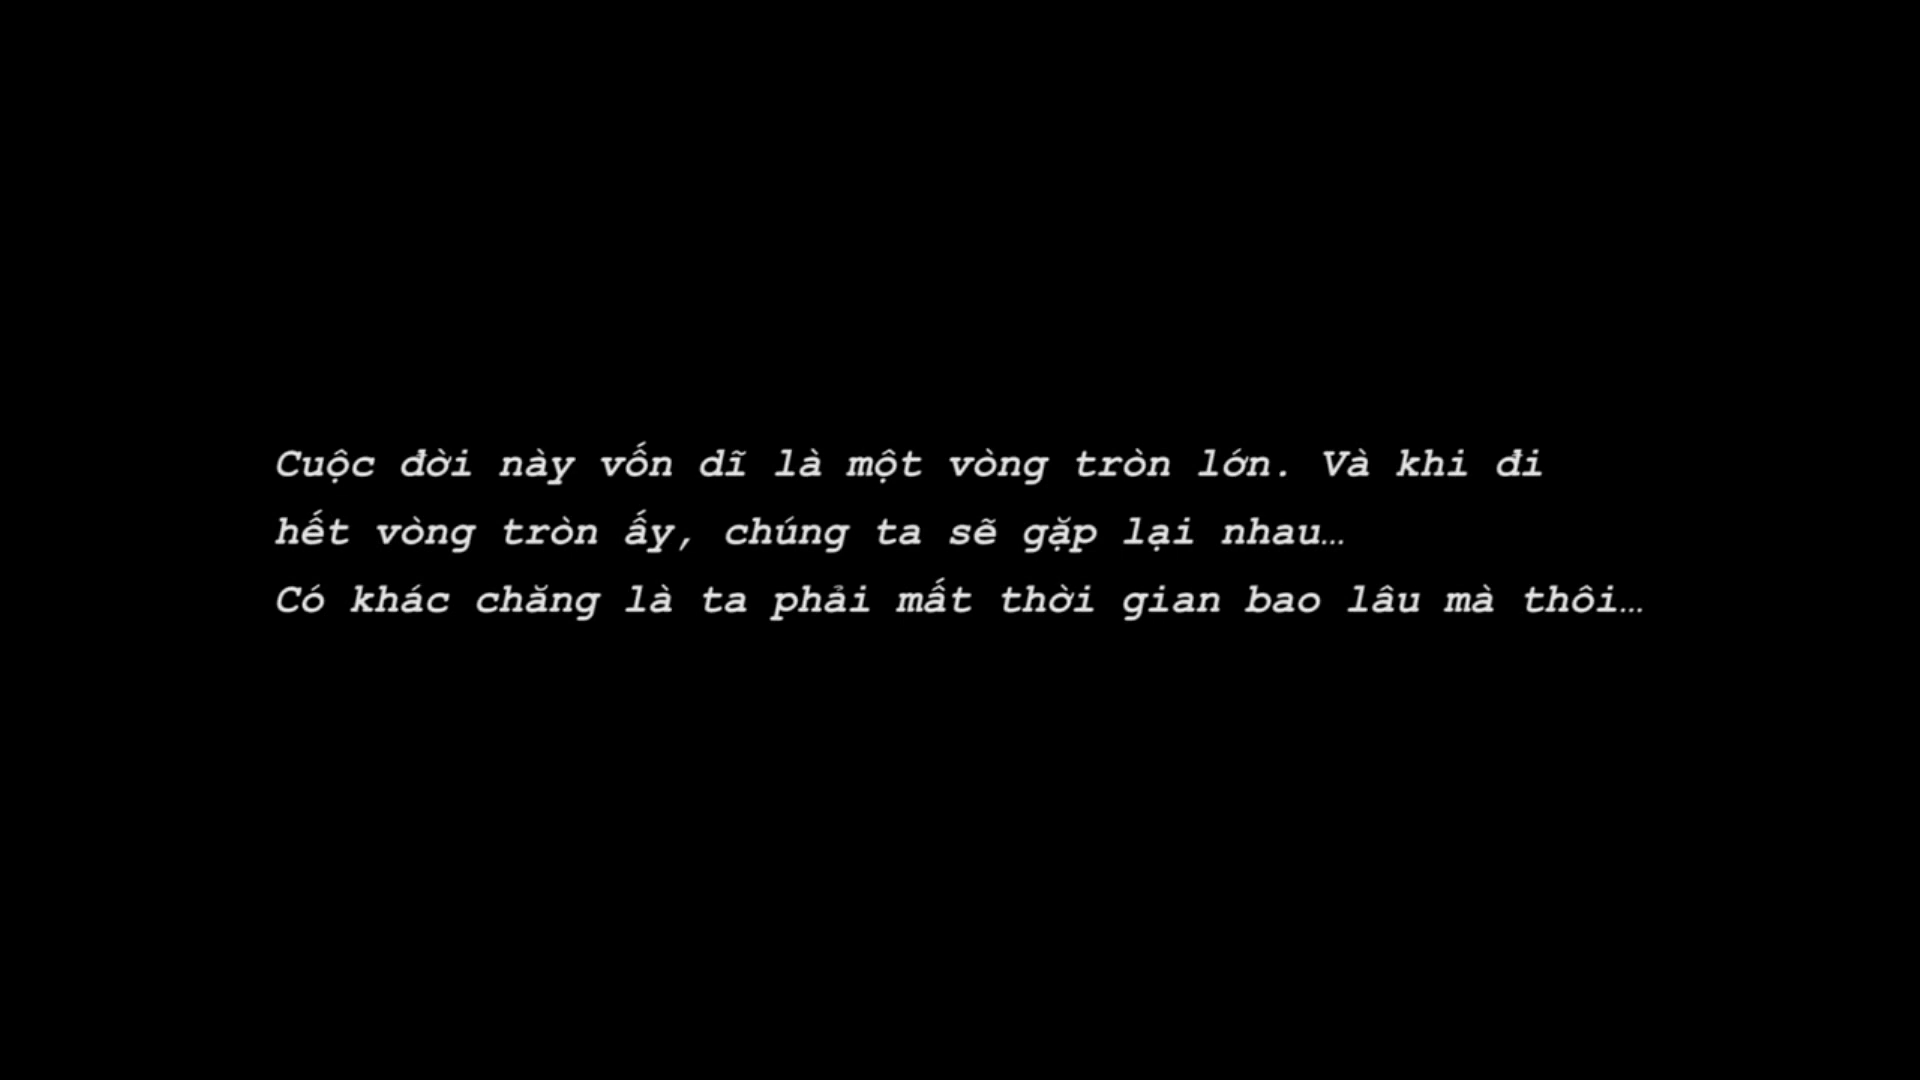 Cuộc đời này vốn dĩ là một vòng tròn lớn. Và khi đi
hết vòng tròn ấy, chúng ta sẽ gặp lại nhau…
Có khác chăng là ta phải mất thời gian bao lâu mà thôi…